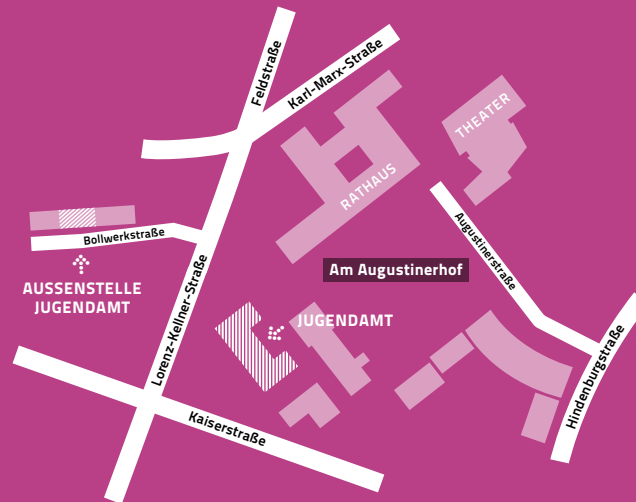 Feldstraße
Karl-Marx-Straße
THEATER
RATHAUS
Augustinerstraße
Bollwerkstraße
Am Augustinerhof
AUSSENSTELLE
JUGENDAMT
Lorenz-Kellner-Straße
JUGENDAMT
Hindenburgstraße
Kaiserstraße